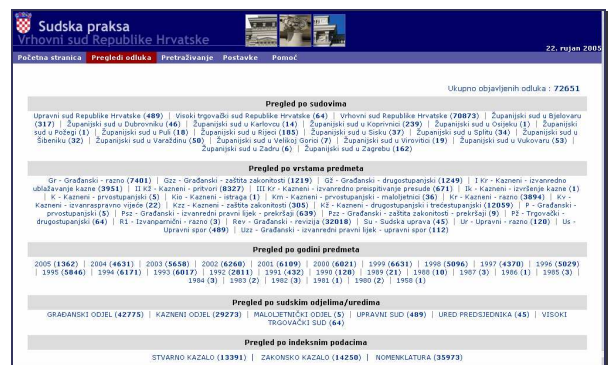 Sudska praksa
Vrhovni sud Republike Hrvatske
22. rujan 2005
Početna stranica Pregledi odluka Pretraživanje Postavke Pomoć
Ukupno objavljenih odluka : 72651
Pregled po sudovima
Upravni sud Republike Hrvatske (489) | Visoki trgovački sud Republike Hrvatske (64) | Vrhovni sud Republike Hrvatske (70873) | Županijski sud u Bjelovaru
(317) | Županijski sud u Dubrovniku (46) | Županijski sud u Karlovcu (14) | Županijski sud u Koprivnici (239) | Županijski sud u Osijeku (1) | Županijski
sud u Požegi (1) | Županijski sud u Puli (18) | Županijski sud u Rijeci (185) | Županijski sud u Sisku (37) | Županijski sud u Splitu (34) | Županijski sud u
Šibeniku (32) | Županijski sud u Varaždinu (50) | Županijski sud u Velikoj Gorici (7) | Županijski sud u Virovitici (19) | Županijski sud u Vukovaru (53) |
Županijski sud u Zadru (6) | Županijski sud u Zagrebu (162)
Pregled po vrstama predmeta
Gr - Građanski - razno (7401) | Gzz - Građanski - zaštita zakonitosti (1219) | Gž - Građanski - drugostupanjski (1249) | I Kr - Kazneni - izvanredno
ublažavanje kazne (3951) | II Kž - Kazneni - pritvori (8327) | III Kr - Kazneni - izvanredno preispitivanje presude (671) | Ik - Kazneni - izvršenje kazne (1)
| K - Kazneni - prvostupanjski (5) | Kio - Kazneni - istraga (1) | Krm - Kazneni - prvostupanjski - maloljetnici (36) | Kr - Kazneni - razno (3894) | Kv -
Kazneni - izvanraspravno vijeće (22) | Kzz - Kazneni - zaštita zakonitosti (305) | Kž - Kazneni - drugostupanjski i trećestupanjski (12059) | P - Građanski -
prvostupanjski (5) | Psz - Građanski - izvanredni pravni lijek - prekršaji (639) | Pzz - Građanski - zaštita zakonitosti - prekršaji (9) | Pž - Trgovački -
drugostupanjski (64) | R1 - Izvanparnični - razno (3) | Rev - Građanski - revizija (32018) | Su - Sudska uprava (45) | Ur - Upravni - razno (120) | Us -
Upravni spor (489) | Uzz - Građanski - izvanredni pravni lijek - upravni spor (112)
Pregled po godini predmeta
2005 (1362) | 2004 (4631) | 2003 (5658) | 2002 (6260) | 2001 (6109) | 2000 (6021) | 1999 (6631) | 1998 (5096) | 1997 (4370) | 1996 (5029)
| 1995 (5846) | 1994 (6171) | 1993 (6017) | 1992 (2811) | 1991 (432) | 1990 (128) | 1989 (21) | 1988 (10) | 1987 (3) | 1986 (1) | 1985 (3) |
1984 (3) | 1983 (2) | 1982 (3) | 1981 (1) | 1980 (2) | 1958 (1)
Pregled po sudskim odjelima/uredima
GRAĐANSKI ODJEL (42775) | KAZNENI ODJEL (29273) | MALOLJETNIČKI ODJEL (5) | UPRAVNI SUD (489) | URED PREDSJEDNIKA (45) | VISOKI
TRGOVAČKI SUD (64)
Pregled po indeksnim podacima
STVARNO KAZALO (13391) | ZAKONSKO KAZALO (14250) | NOMENKLATURA (35973)